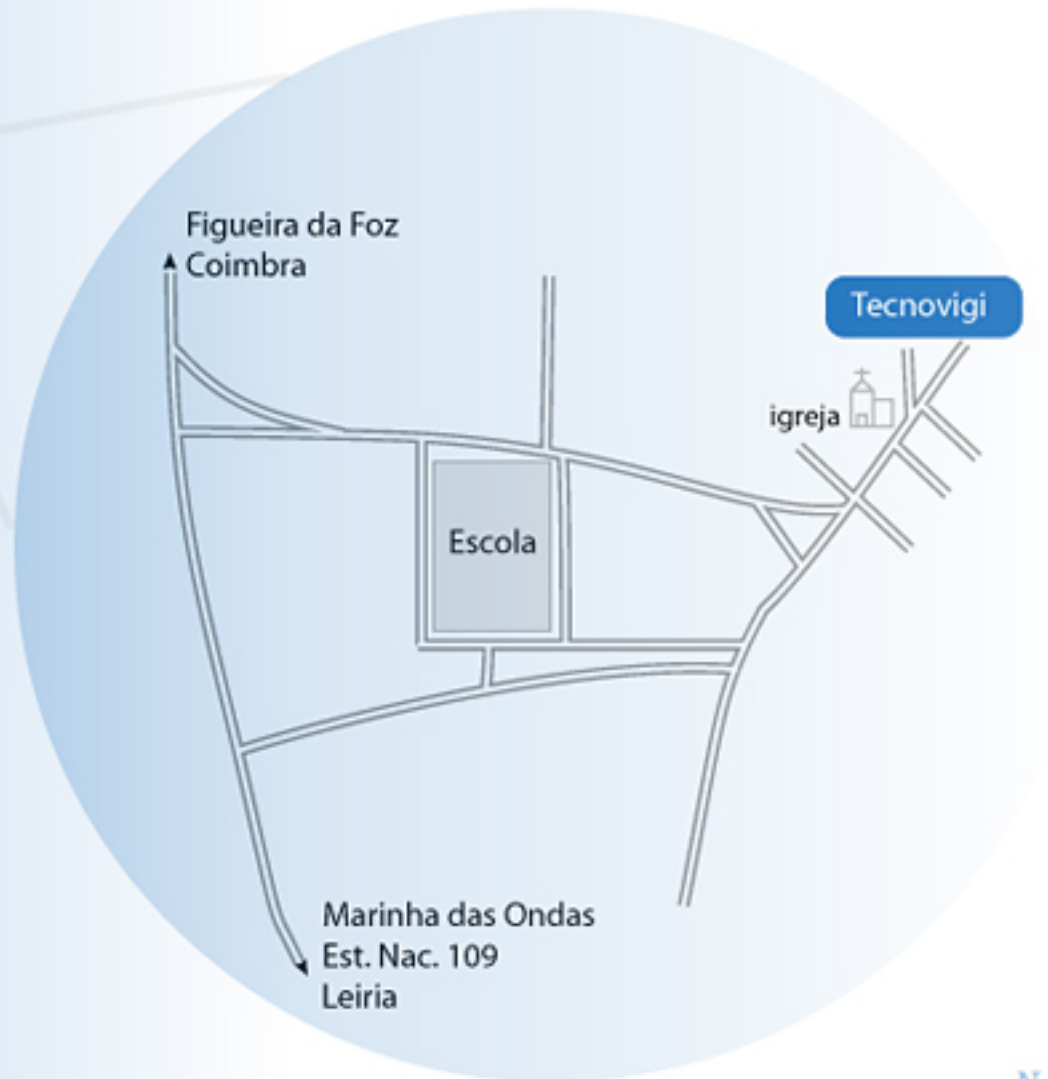 Figueira da Foz
Coimbra
Tecnovigi
igreja
Escola
Marinha das Ondas
Est. Nac. 109
Leiria